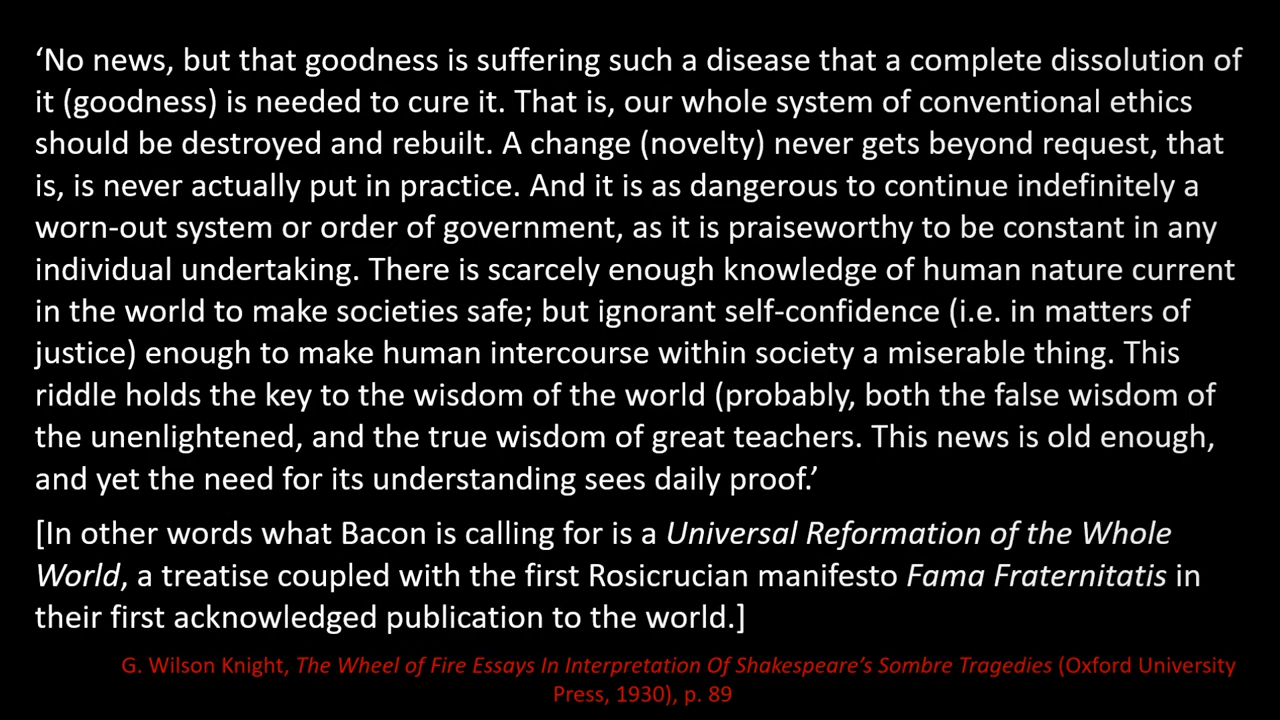 ‘No news, but that goodness is suffering such a disease that a complete dissolution of
it (goodness) is needed to cure it. That is, our whole system of conventional ethics
should be destroyed and rebuilt. A change (novelty) never gets beyond request, that
is, is never actually put in practice. And it is as dangerous to continue indefinitely a
worn-out system or order of government, as it is praiseworthy to be constant in any
individual undertaking. There is scarcely enough knowledge of human nature current
in the world to make societies safe; but ignorant self-confidence (i.e. in matters of
justice) enough to make human intercourse within society a miserable thing. This
riddle holds the key to the wisdom of the world (probably, both the false wisdom of
the unenlightened, and the true wisdom of great teachers. This news is old enough,
and yet the need for its understanding sees daily proof.’
[In other words what Bacon is calling for is a Universal Reformation of the Whole
World, a treatise coupled with the first Rosicrucian manifesto Fama Fraternitatis in
their first acknowledged publication to the world.]
G. Wilson Knight, The Wheel of Fire Essays In Interpretation Of Shakespeare’s Sombre Tragedies (Oxford University
Press, 1930), p. 89